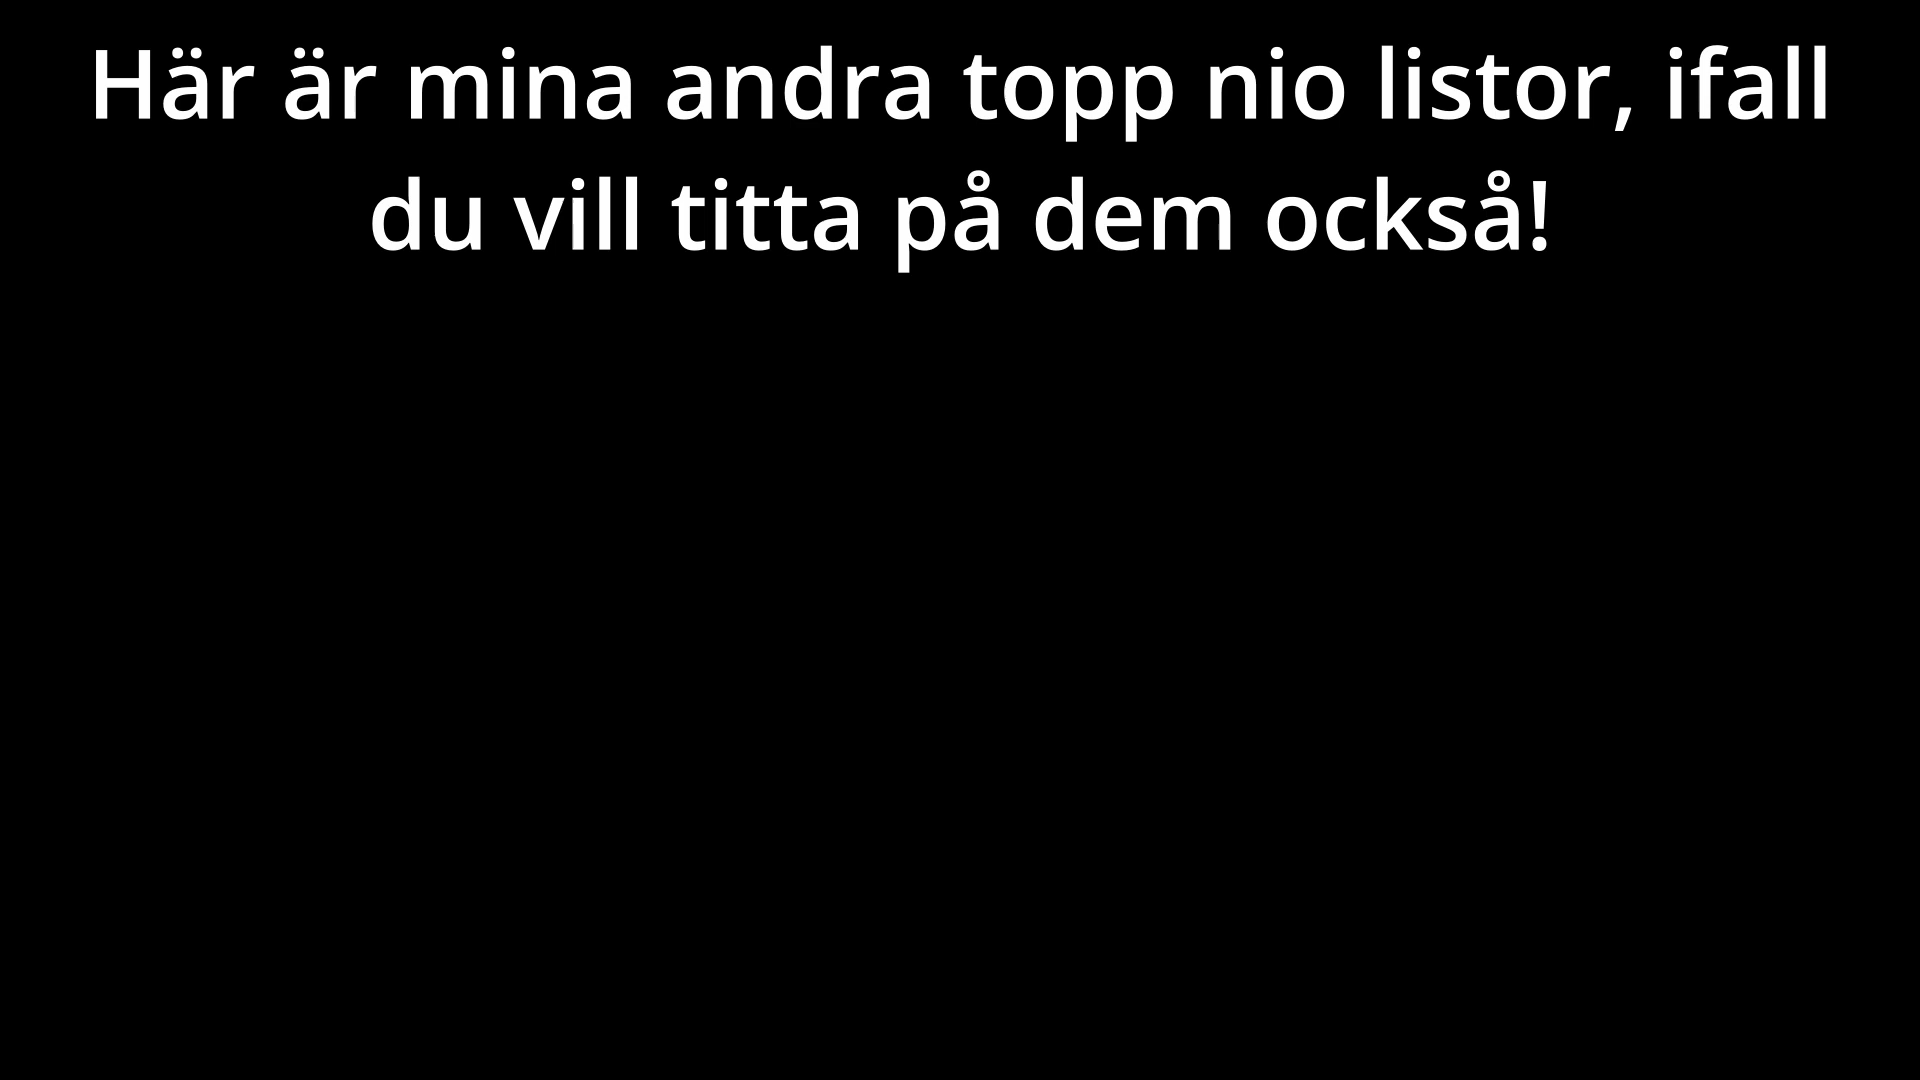 Här är mina andra topp nio listor, ifall
du vill titta på dem också!